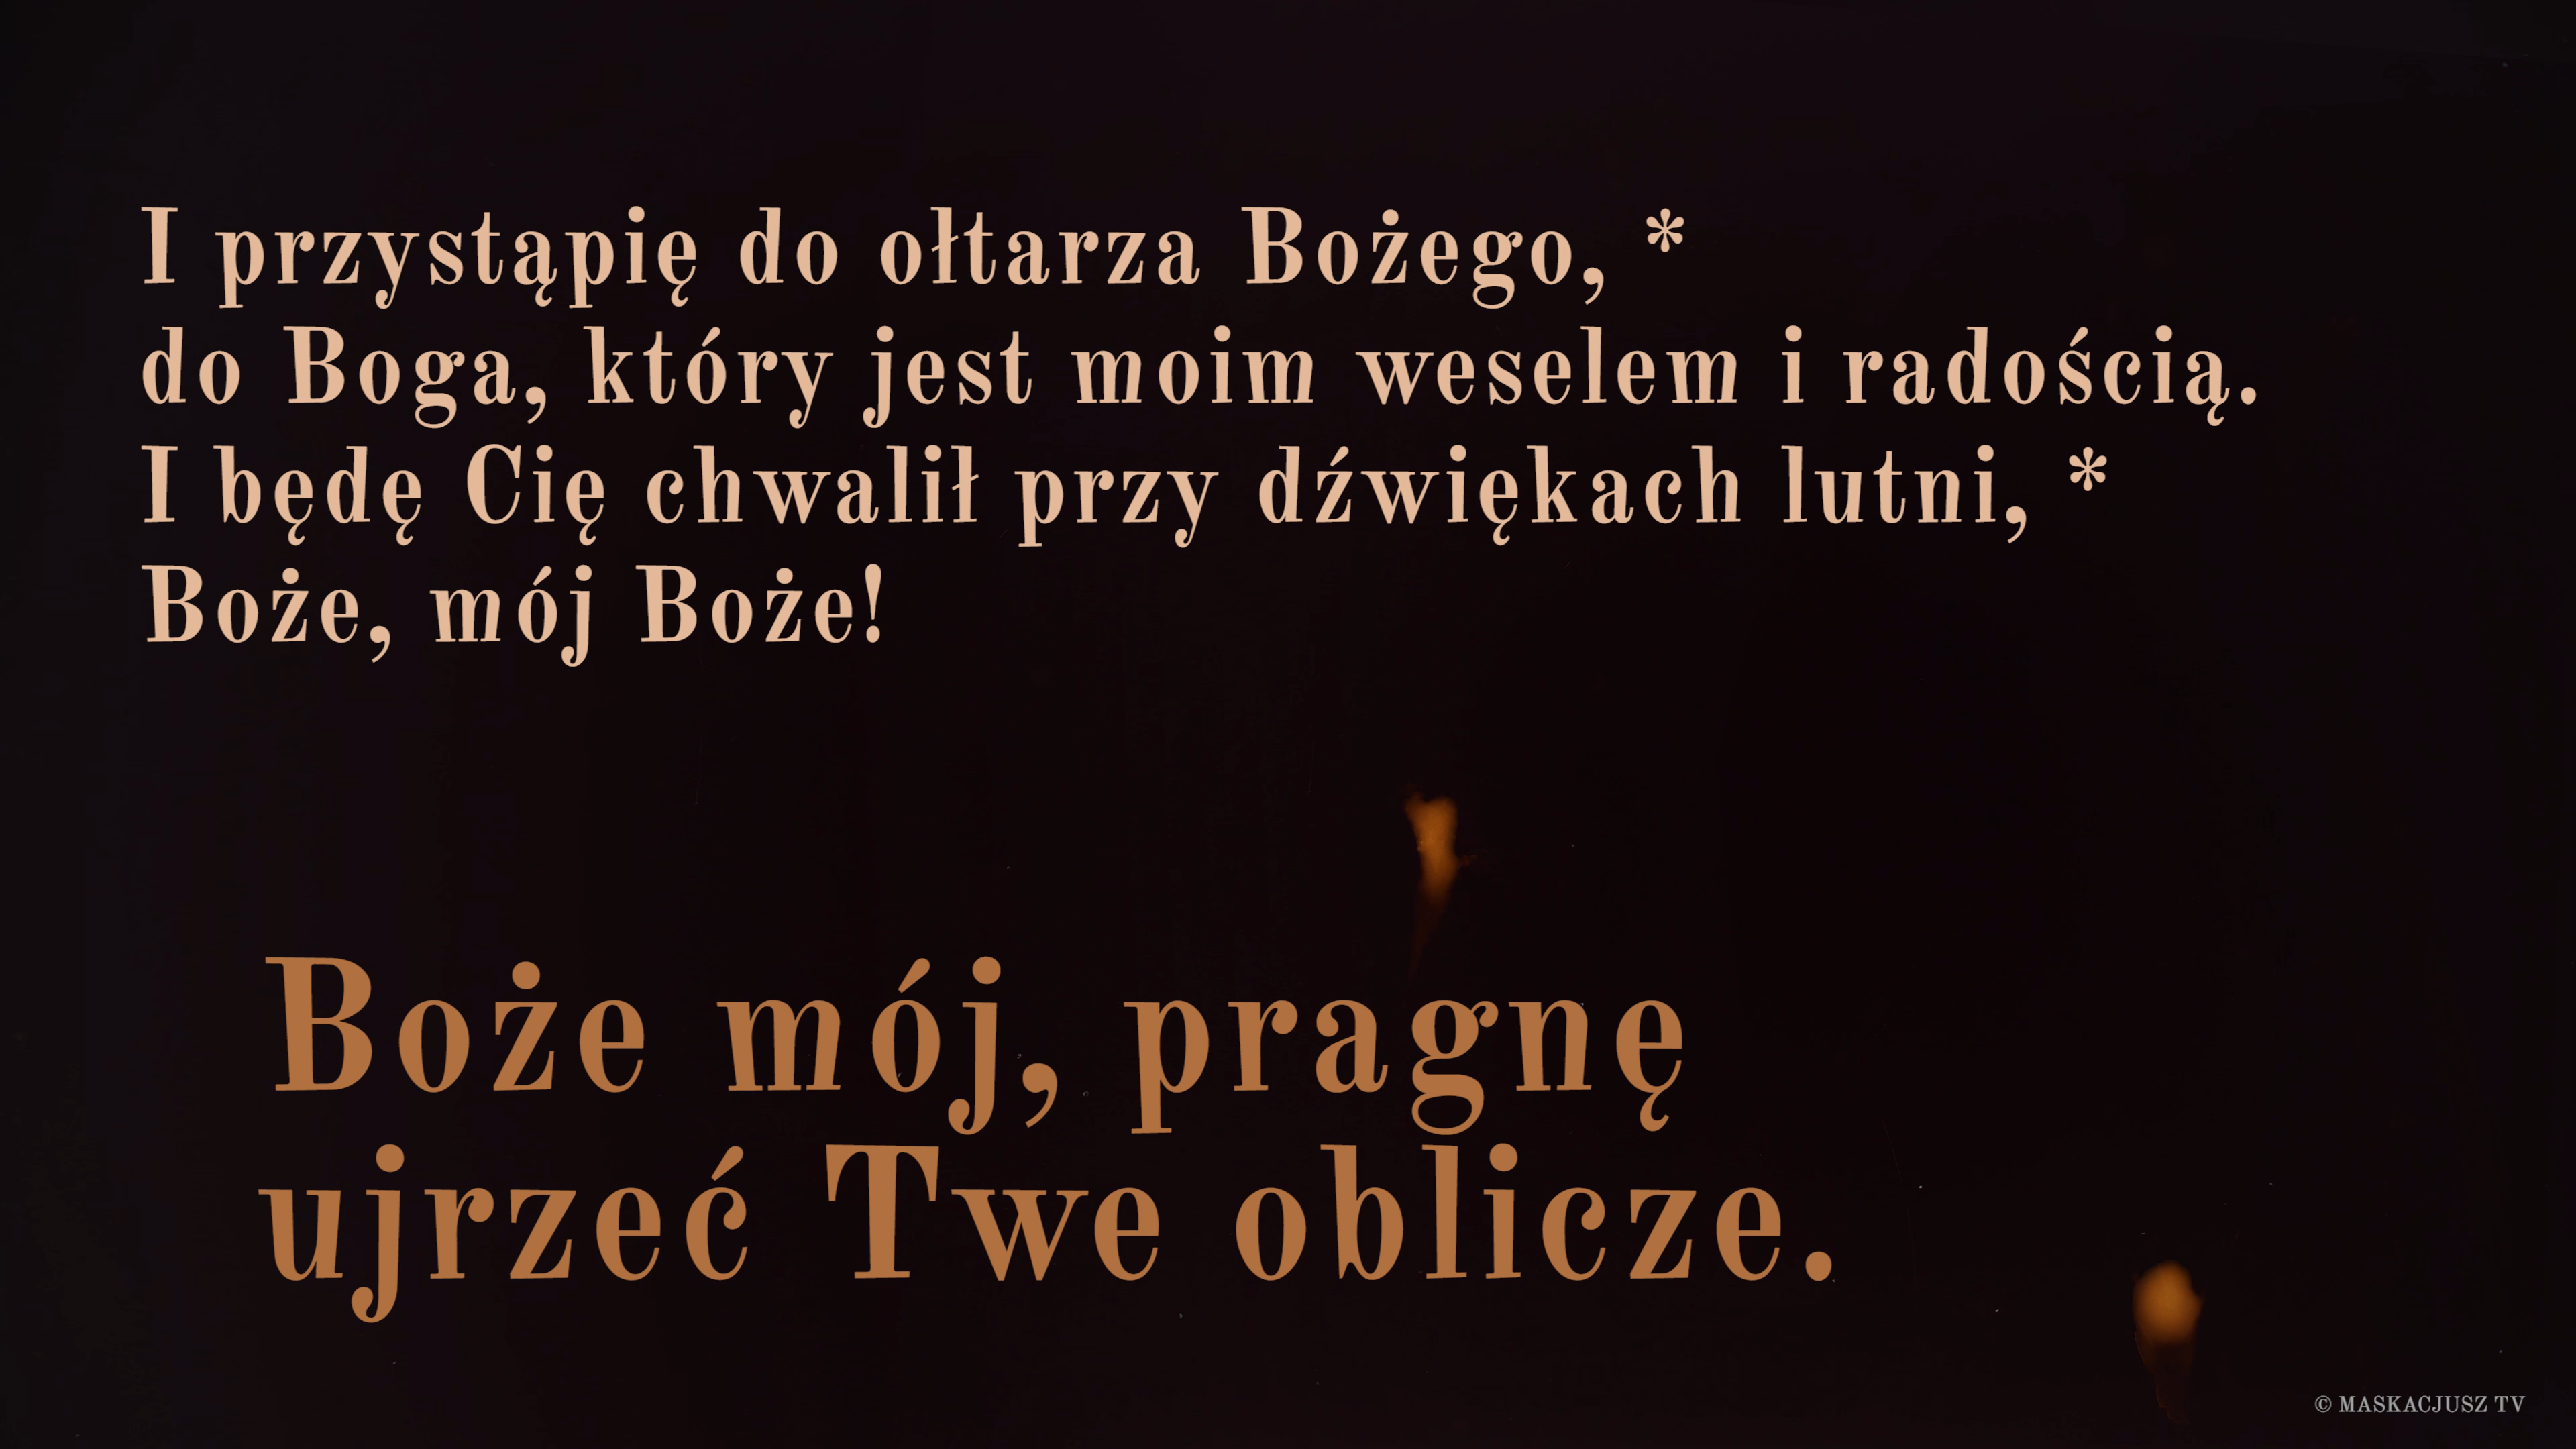 I przystąpię do ołtarza Bożego, *
do Boga, który jest moim weselem i radością.
I będę Cię chwalił przy dźwiękach lutni, *
Boże, mój Boże!
Boże mój, pragnę
ujrzeć Twe oblicze.
© MASKACJUSZ TV